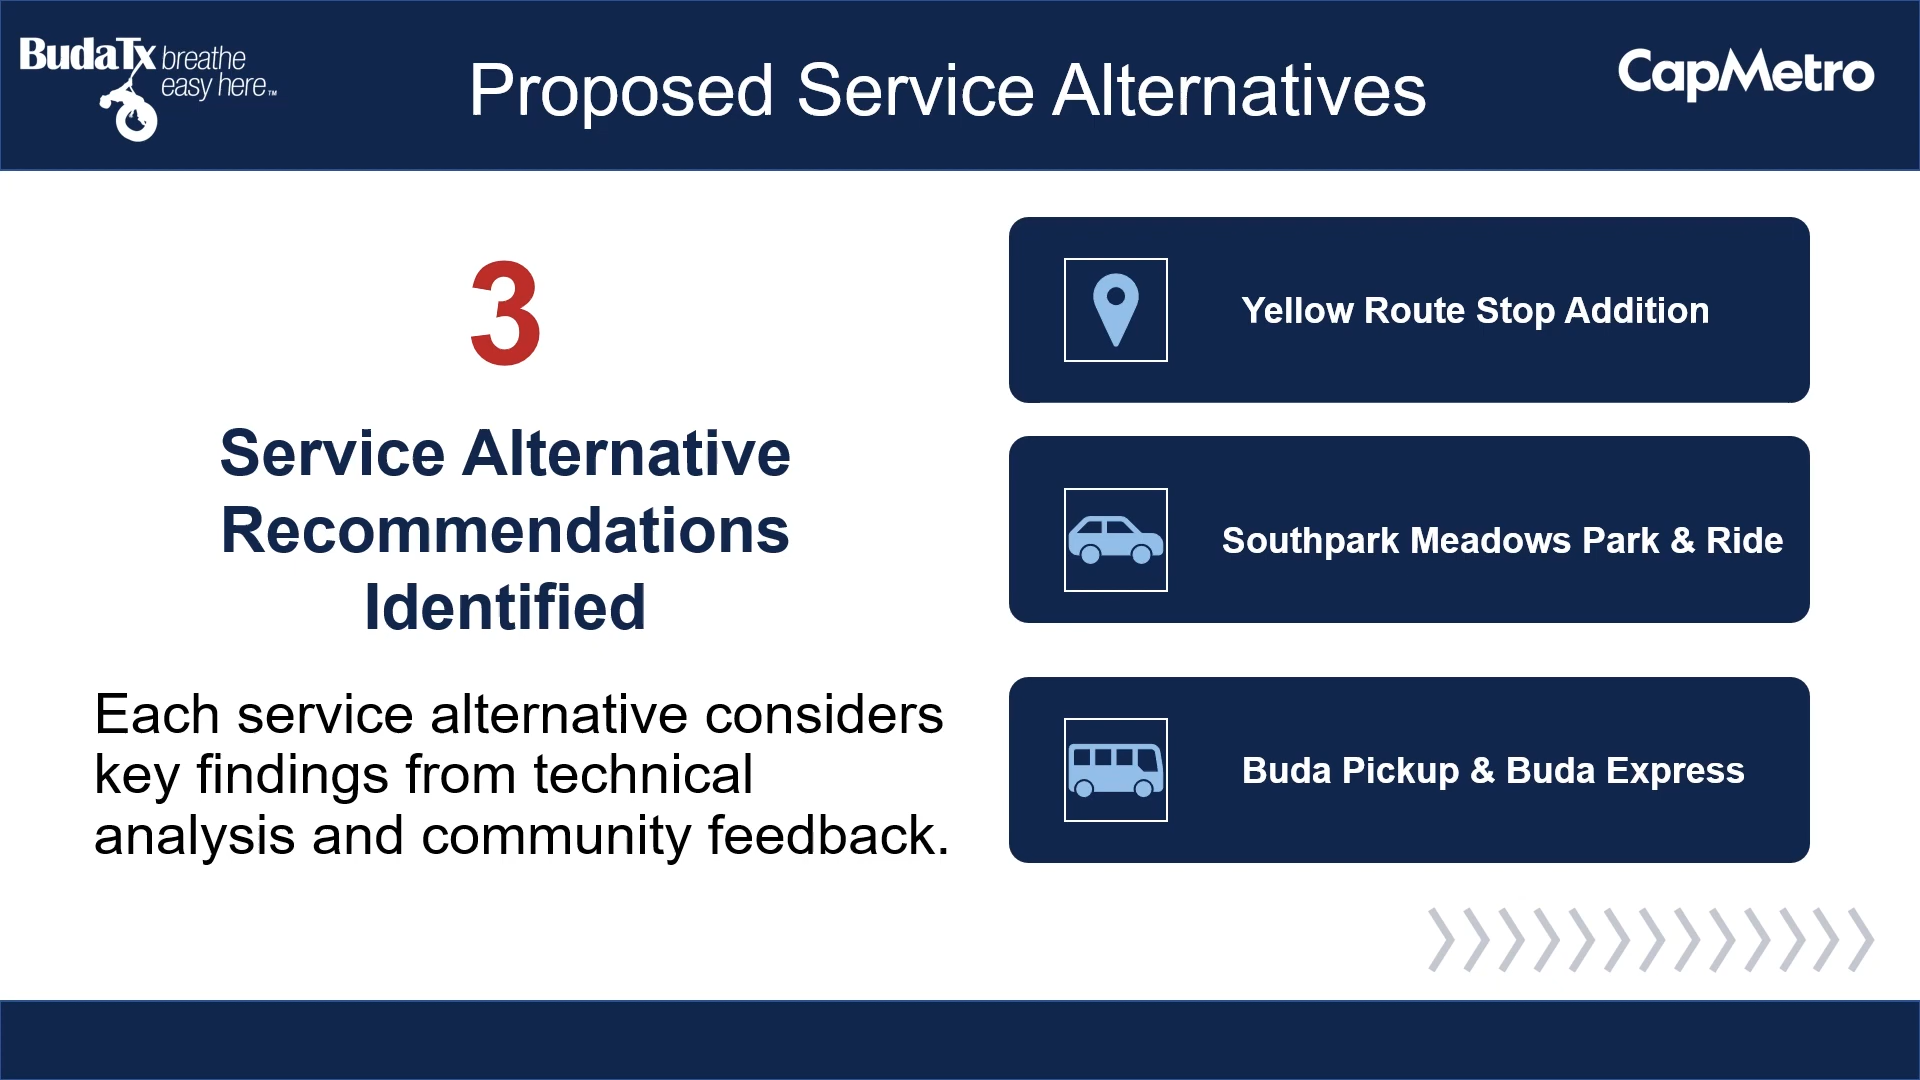 BudaTx breathe
easy here™
Proposed Service Alternatives
CapMetro
3
Service Alternative
Recommendations
Identified
Each service alternative considers
key findings from technical
analysis and community feedback.
Yellow Route Stop Addition
Southpark Meadows Park & Ride
Buda Pickup & Buda Express